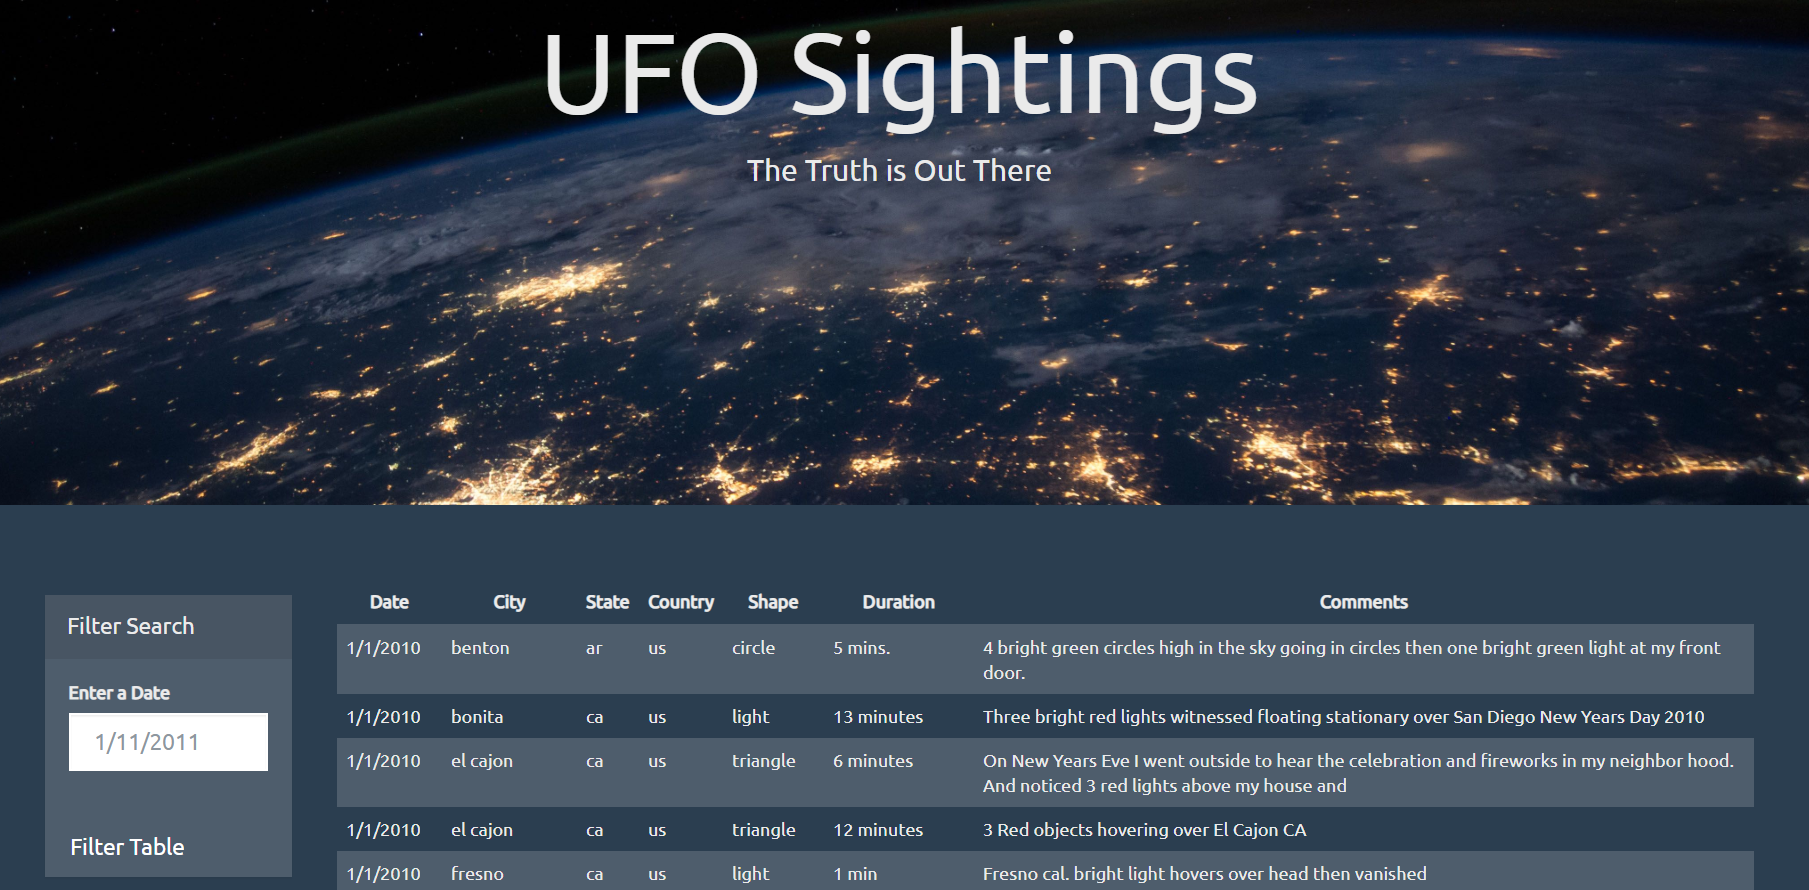 UFO Sightings
The Truth is Out There
Filter Search
Enter a Date
1/11/2011
Filter Table
Date City State Country Shape Duration Comments
1/1/2010 benton ar us circle 5 mins. 4 bright green circles high in the sky going in circles then one bright green light at my front
door.
1/1/2010 bonita ca us light 13 minutes Three bright red lights witnessed floating stationary over San Diego New Years Day 2010
1/1/2010 el cajon ca us triangle 6 minutes On New Years Eve I went outside to hear the celebration and fireworks in my neighbor hood.
And noticed 3 red lights above my house and
1/1/2010 el cajon ca us triangle 12 minutes 3 Red objects hovering over El Cajon CA
1/1/2010 fresno ca us light 1 min Fresno cal. bright light hovers over head then vanished